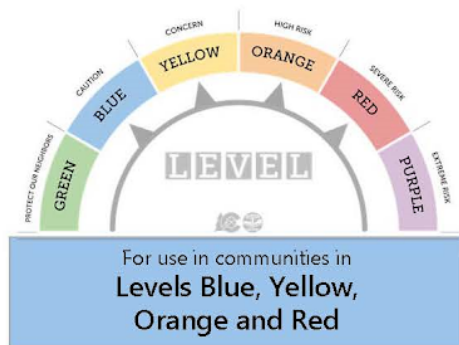 PROTECT OUR NEIGHBORS
CAUTION
CONCERN
HIGH RISK
SEVERE RISK
EXTREME RISK
GREEN
BLUE
YELLOW
ORANGE
RED
PURPLE
LEVEL
For use in communities in
Levels Blue, Yellow,
Orange and Red